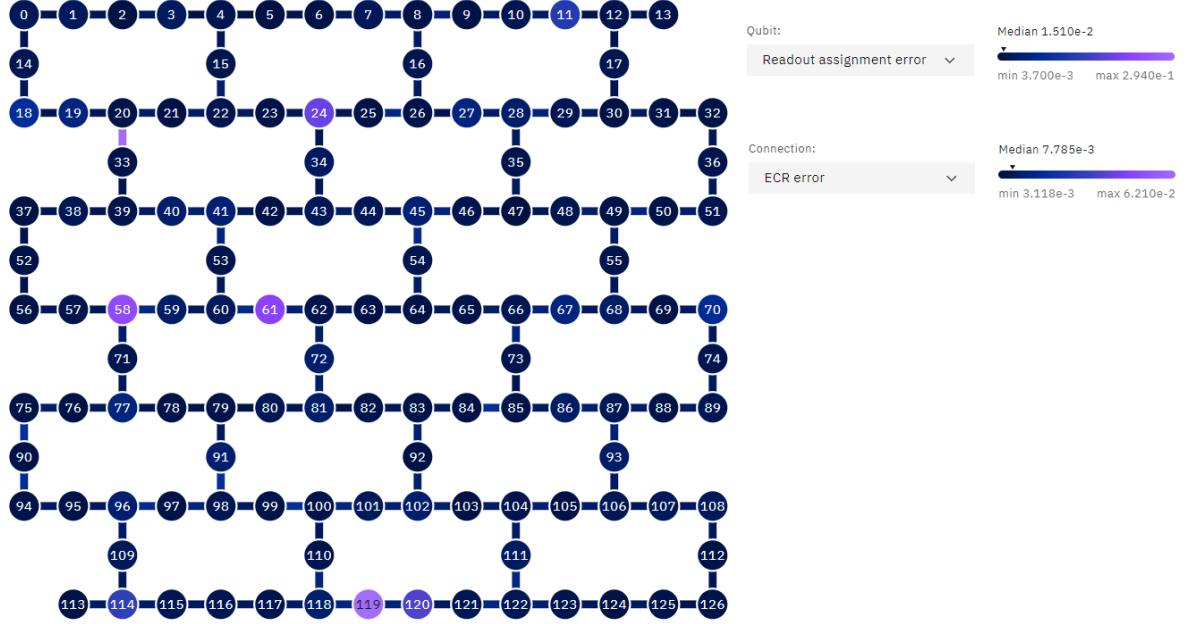 0 1 2 3 4 5 6 7 8 9 10 11 12 13
14 15 16 17
18 19 20 21 22 23 24 25 26 27 28 29 30 31 32
33 34 35 36
37 38 39 40 41 42 43 44 45 46 47 48 49 50 51
52 53 54 55
56 57 58 59 60 61 62 63 64 65 66 67 68 69 70
71 72 73 74
75 76 77 78 79 80 81 82 83 84 85 86 87 88 89
90 91 92 93
94 95 96 97 98 99 100 101 102 103 104 105 106 107 108
109 110 111 112
113 114 115 116 117 118 119 120 121 122 123 124 125 126
Qubit:
Readout assignment error
Median 1.510e-2
min 3.700e-3 max 2.940e-1
Connection:
ECR error
Median 7.785e-3
min 3.118e-3 max 6.210e-2